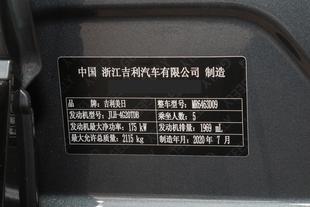 中国 浙江吉利汽车有限公司 制造
品牌：吉利美日 整车型号：MR6463D09
发动机型号：JLH-4G20TDB 乘坐人数：5
发动机最大净功率：175 kW 发动机排量：1969 mL
最大允许总质量：2115 kg 制造年月：2020 年 7 月